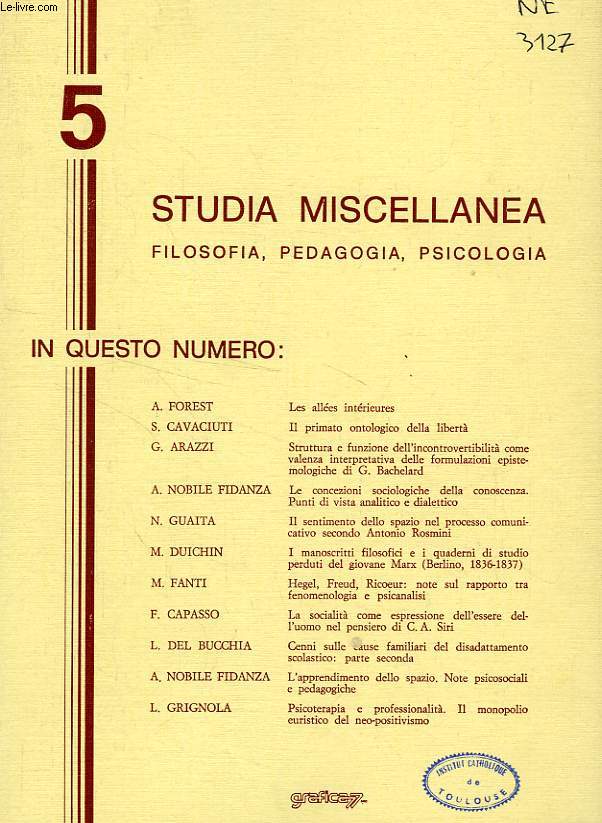 Le-livre.com
NE
3127
5
STUDIA MISCELLANEA
FILOSOFIA, PEDAGOGIA, PSICOLOGIA
IN QUESTO NUMERO:
A. FOREST Les allées intérieures
S. CAVACIUTI Il primato ontologico della libertà
G. ARAZZI Struttura e funzione dell'incontrovertibilità come
valenza interpretativa delle formulazioni episte-
mologiche di G. Bachelard
A. NOBILE FIDANZA Le concezioni sociologiche della conoscenza.
Punti di vista analitico e dialettico
N. GUAITA Il sentimento dello spazio nel processo comuni-
cativo secondo Antonio Rosmini
M. DUICHIN I manoscritti filosofici e i quaderni di studio
perduti del giovane Marx (Berlino, 1836-1837)
M. FANTI Hegel, Freud, Ricoeur: note sul rapporto tra
fenomenologia e psicanalisi
F. CAPASSO La socialità come espressione dell'essere del-
l'uomo nel pensiero di C. A. Siri
L. DEL BUCCHIA Cenni sulle cause familiari del disadattamento
scolastico: parte seconda
A. NOBILE FIDANZA L'apprendimento dello spazio. Note psicosociali
e pedagogiche
L. GRIGNOLA Psicoterapia e professionalità. Il monopolio
euristico del neo-positivismo
INSTITUT CATHOLIQUE
de
TOULOUSE